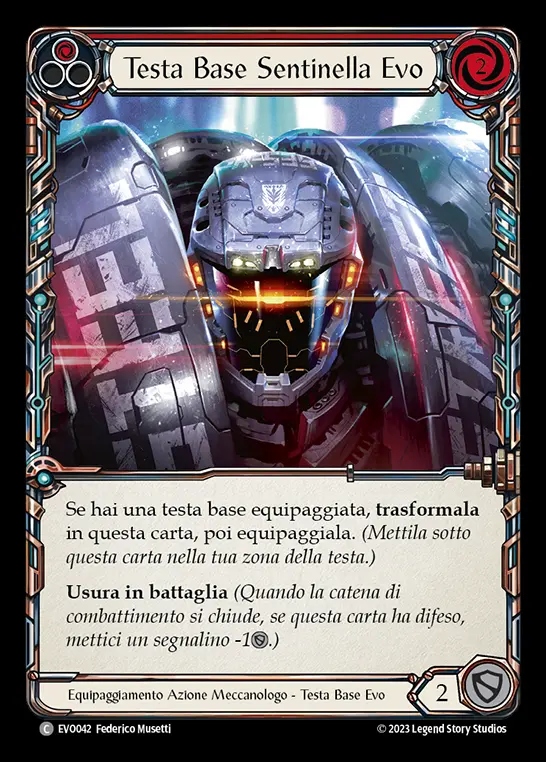 Testa Base Sentinella Evo
2
Se hai una testa base equipaggiata, trasformala
in questa carta, poi equipaggiala. (Mettila sotto
questa carta nella tua zona della testa.)
Usura in battaglia (Quando la catena di
combattimento si chiude, se questa carta ha difeso,
mettici un segnalino -1.)
Equipaggiamento Azione Meccanologo - Testa Base Evo
2
C EVO042 Federico Musetti
© 2023 Legend Story Studios